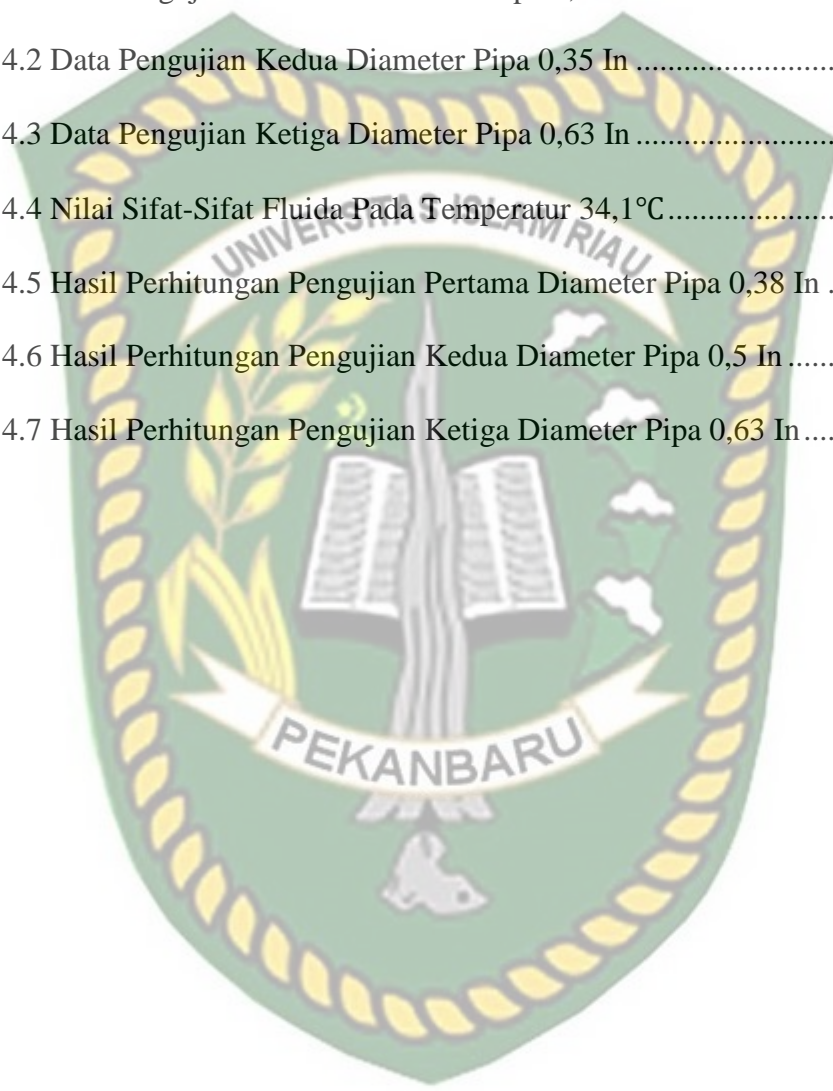 4.2 Data Pengujian Kedua Diameter Pipa 0,35 In ........................
4.3 Data Pengujian Ketiga Diameter Pipa 0,63 In ........................
4.4 Nilai Sifat-Sifat Fluida Pada Temperatur 34,1℃ .....................
UNIVERSITAS ISLAM RIAU
4.5 Hasil Perhitungan Pengujian Pertama Diameter Pipa 0,38 In .
4.6 Hasil Perhitungan Pengujian Kedua Diameter Pipa 0,5 In ......
4.7 Hasil Perhitungan Pengujian Ketiga Diameter Pipa 0,63 In ....
PEKANBARU